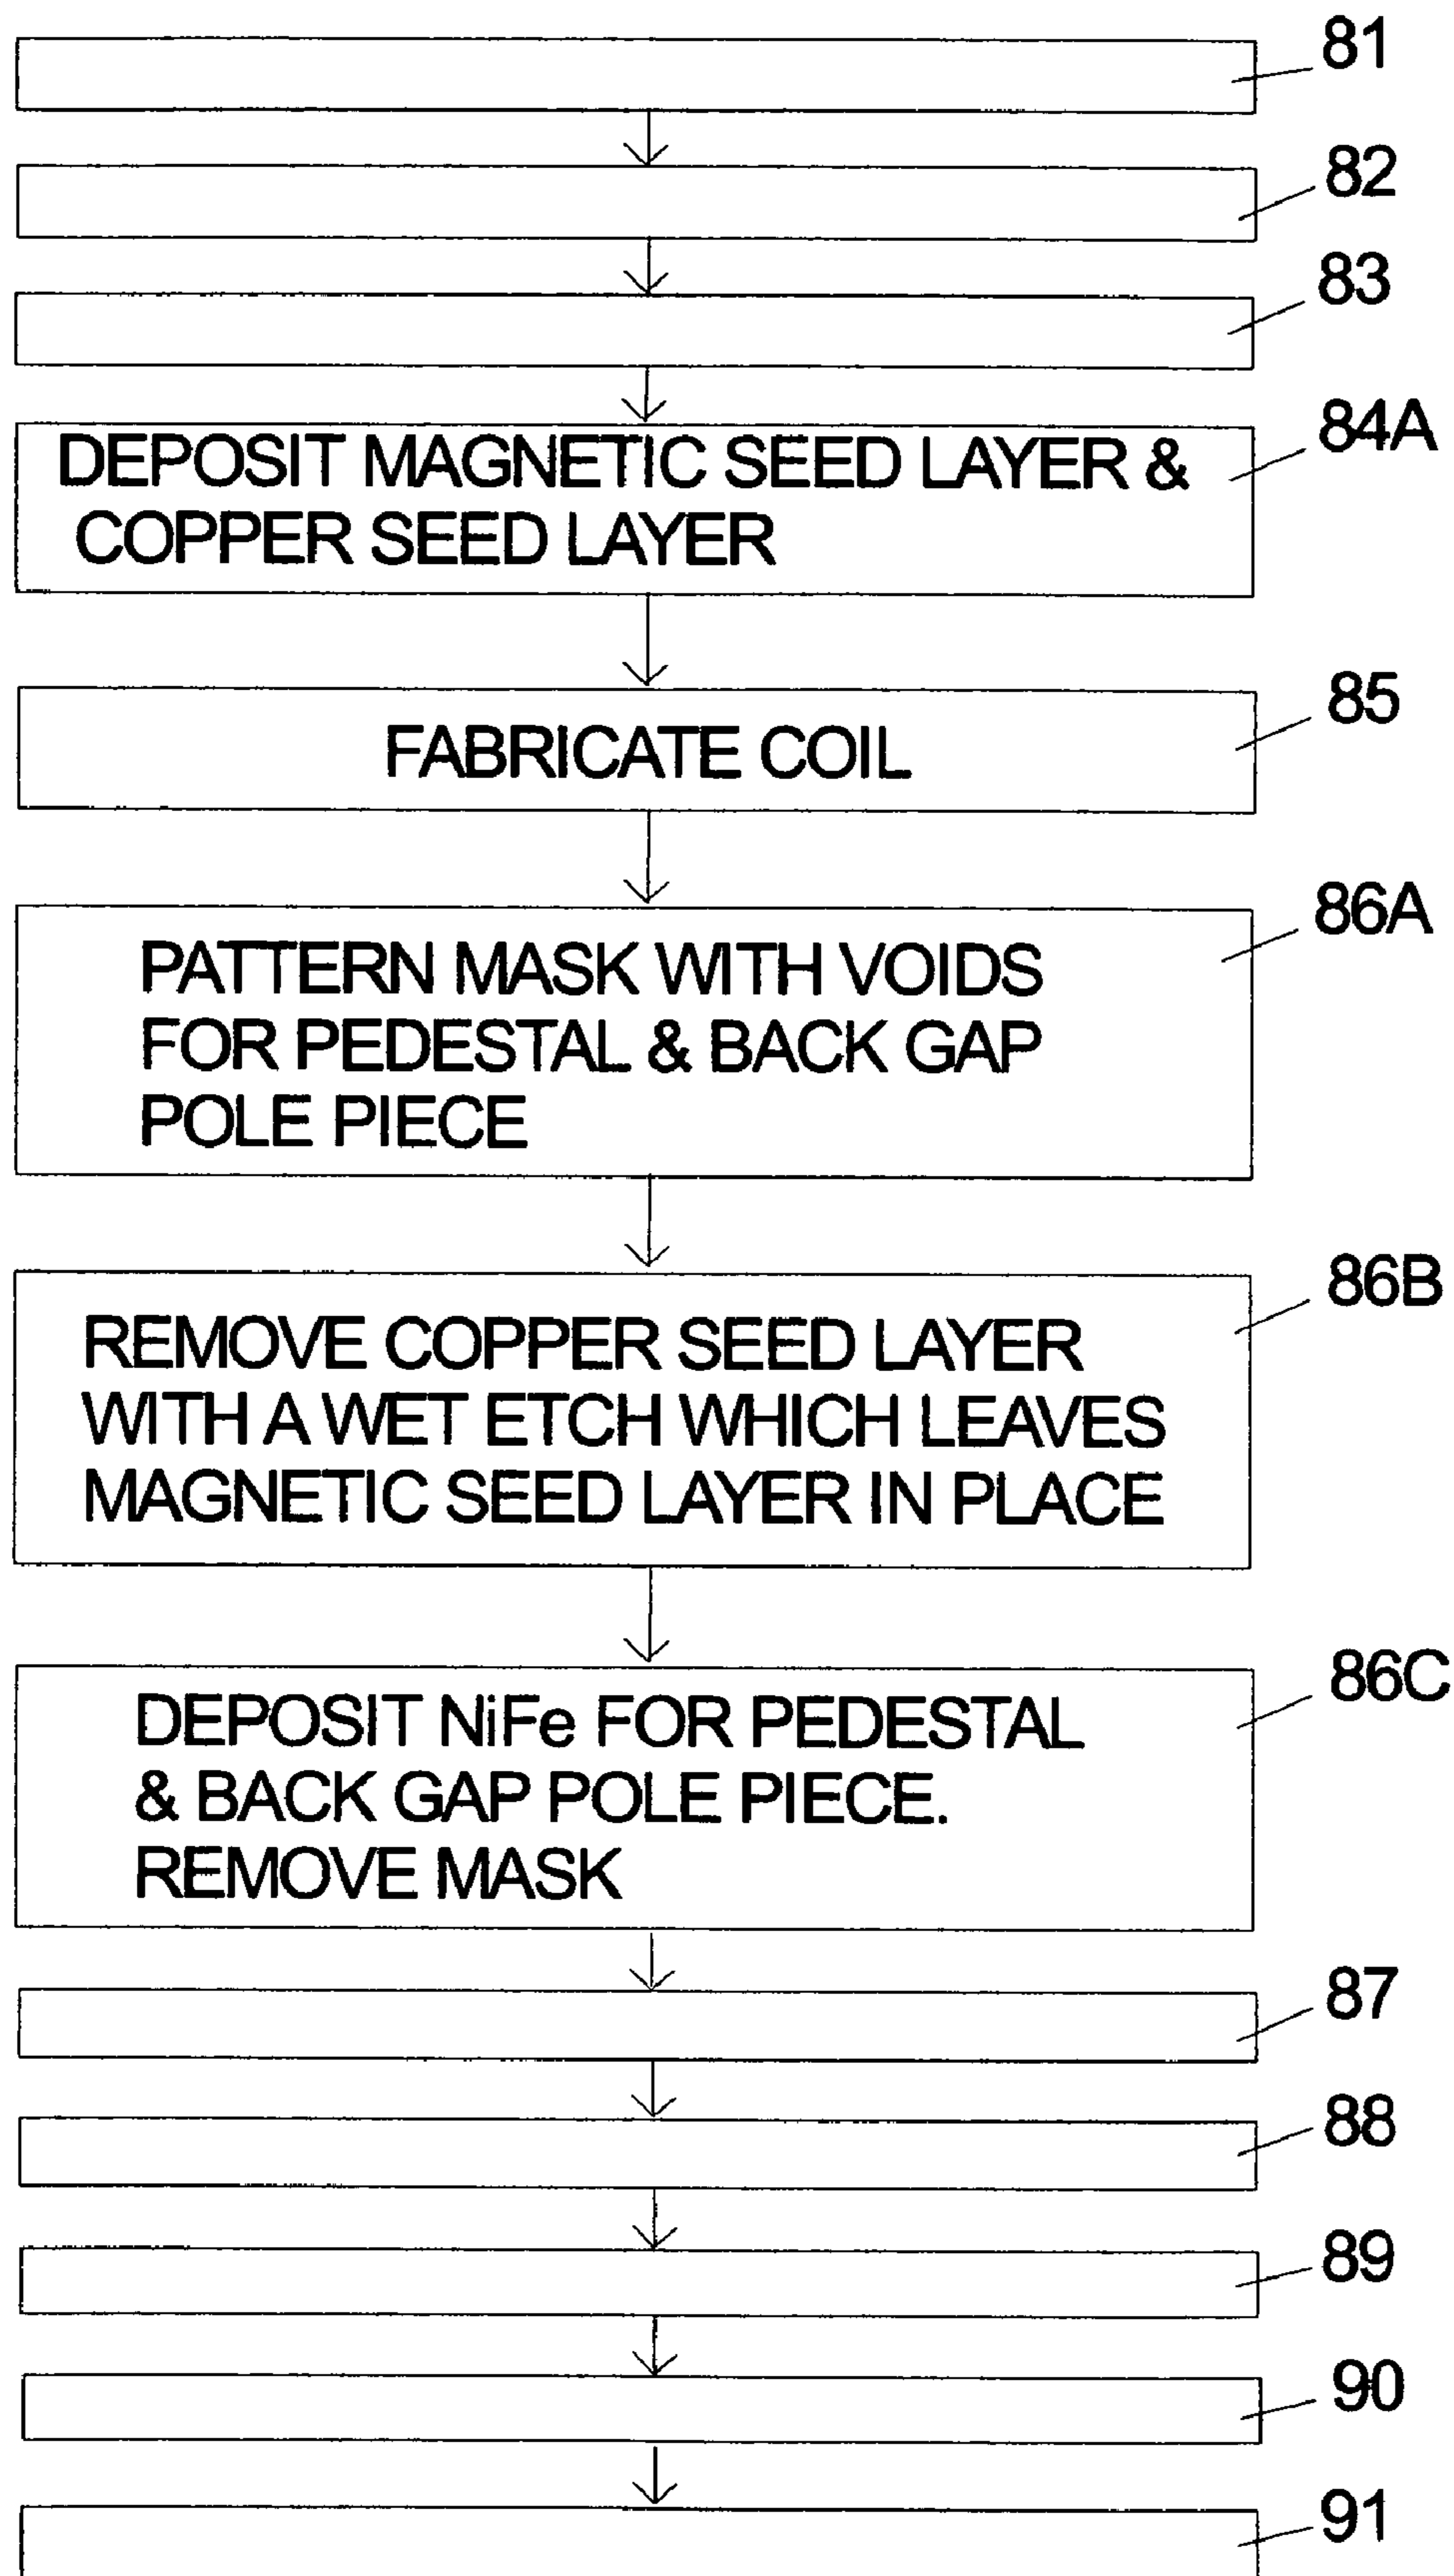 81
82
83
84A
DEPOSIT MAGNETIC SEED LAYER &
COPPER SEED LAYER
85
FABRICATE COIL
86A
PATTERN MASK WITH VOIDS
FOR PEDESTAL & BACK GAP
POLE PIECE
86B
REMOVE COPPER SEED LAYER
WITH A WET ETCH WHICH LEAVES
MAGNETIC SEED LAYER IN PLACE
86C
DEPOSIT NiFe FOR PEDESTAL
& BACK GAP POLE PIECE.
REMOVE MASK
87
88
89
90
91